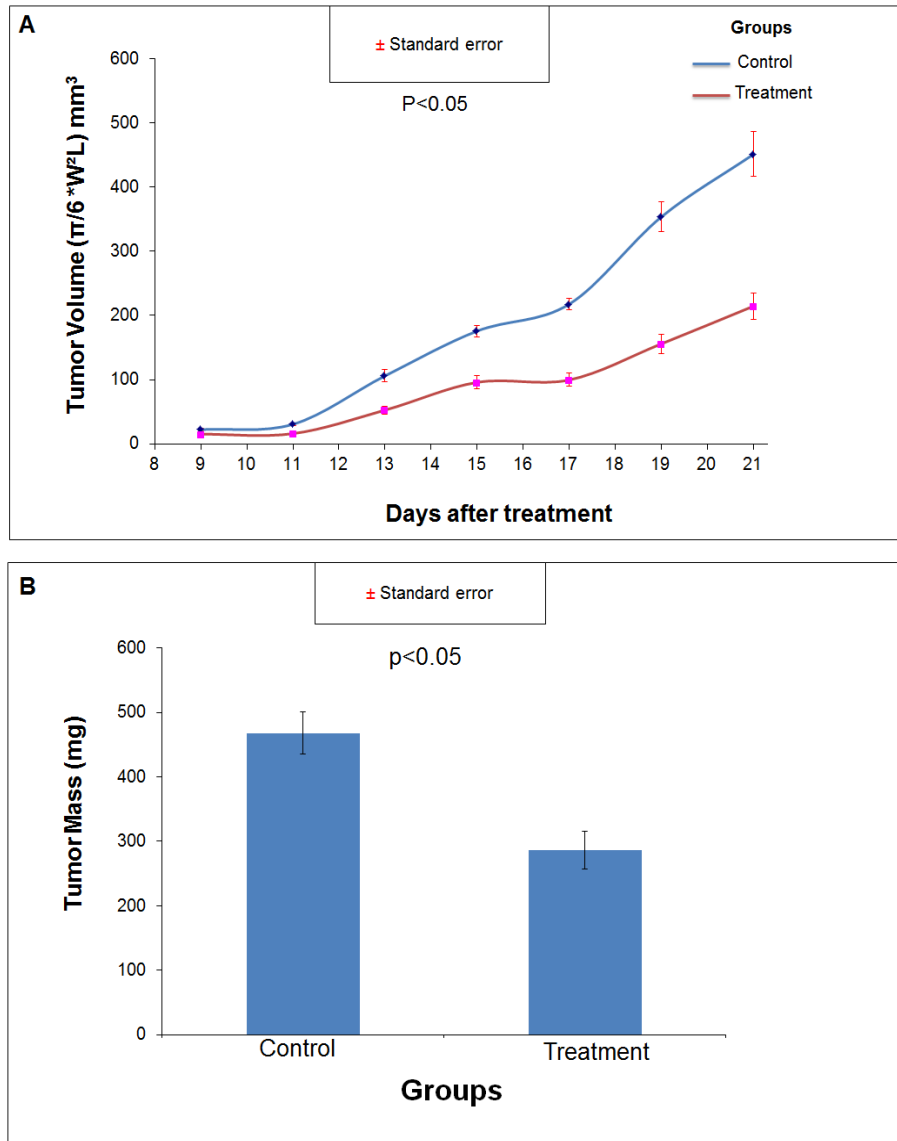 A
± Standard error
Groups
Control
Treatment
P<0.05
600
500
400
300
200
100
0
Tumor Volume (π/6 *W²L) mm³
8 9 10 11 12 13 14 15 16 17 18 19 20 21
Days after treatment
B
± Standard error
p<0.05
600
500
400
300
200
100
0
Tumor Mass (mg)
Control Treatment
Groups